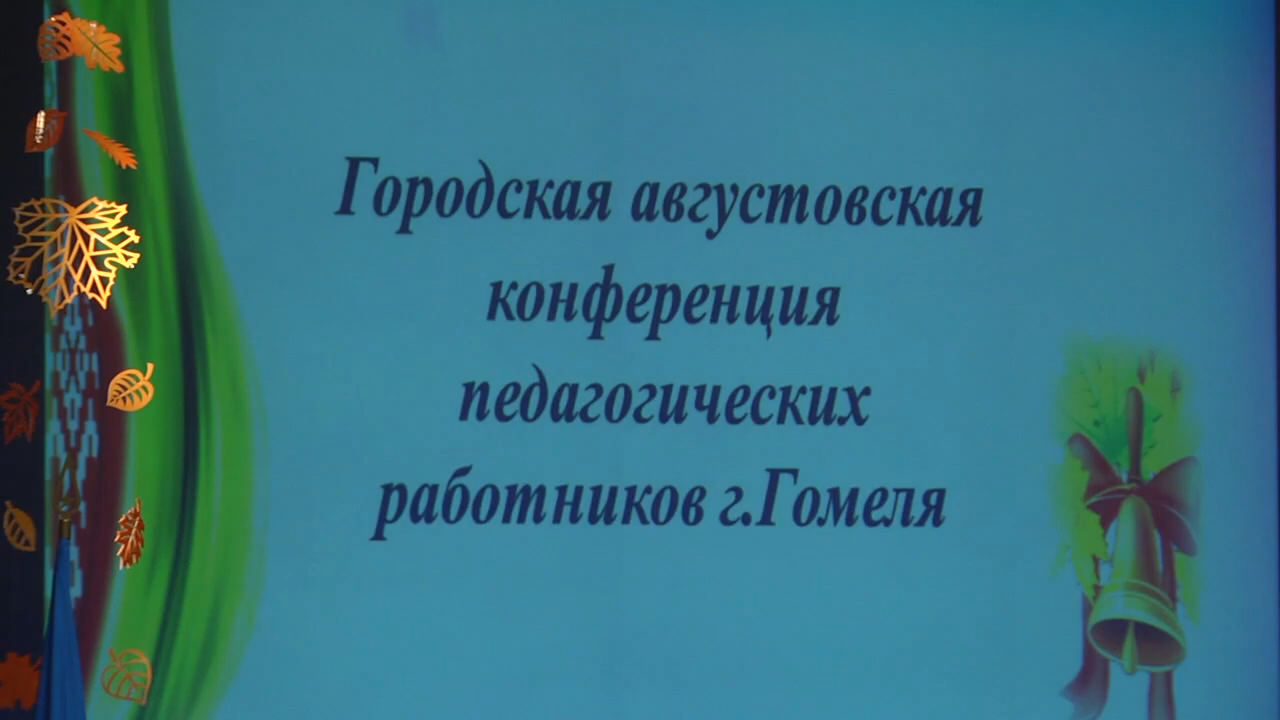 Городская августовская
конференция
педагогических
работников г.Гомеля